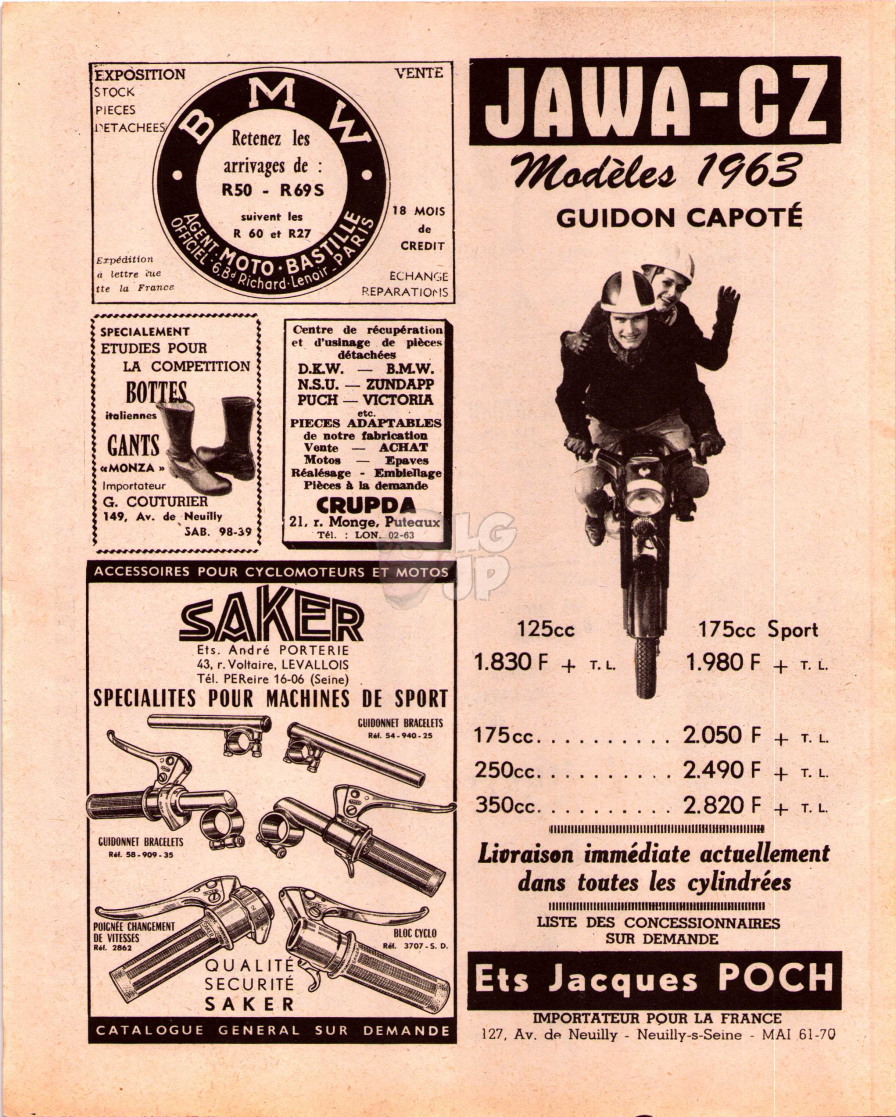 EXPOSITION
STOCK
PIECES
DETACHEES
VENTE
BMW
Retenez les
arrivages de :
R50 - R69S
suivent les
R 60 et R27
AGENT MOTO·BASTILLE
OFFICIEL·6 Bd Richard-Lenoir-PARIS
18 MOIS
de
CREDIT
Expédition
à lettre vue
tte la France
ECHANGE
REPARATIONS
SPECIALEMENT
ETUDIES POUR
LA COMPETITION
BOTTES
italiennes
GANTS
«MONZA»
Importateur
G. COUTURIER
149, Av. de Neuilly
SAB. 98-39
Centre de récupération
et d'usinage de pièces
détachées
D.K.W. — B.M.W.
N.S.U. — ZUNDAPP
PUCH — VICTORIA
etc.
PIECES ADAPTABLES
de notre fabrication
Vente — ACHAT
Motos — Epaves
Réalésage - Embiellage
Pièces à la demande
CRUPDA
21, r. Monge, Puteaux
Tél. : LON. 02-63
LG
UP
ACCESSOIRES POUR CYCLOMOTEURS ET MOTOS
SAKER
Ets. André PORTERIE
43, r. Voltaire, LEVALLOIS
Tél. PEReire 16-06 (Seine)
SPECIALITES POUR MACHINES DE SPORT
GUIDONNET BRACELETS
Réf. 54-940-25
GUIDONNET BRACELETS
Réf. 58-909-35
POIGNÉE CHANGEMENT
DE VITESSES
Réf. 2862
BLOC CYCLO
Réf. 3707-S.D.
QUALITÉ
SECURITÉ
SAKER
CATALOGUE GENERAL SUR DEMANDE
JAWA-CZ
Modèles 1963
GUIDON CAPOTÉ
125cc
1.830 F + T. L.
175cc Sport
1.980 F + T. L.
175cc. . . . . . . . . . 2.050 F + T. L.
250cc. . . . . . . . . . 2.490 F + T. L.
350cc. . . . . . . . . . 2.820 F + T. L.
Livraison immédiate actuellement
dans toutes les cylindrées
LISTE DES CONCESSIONNAIRES
SUR DEMANDE
Ets Jacques POCH
IMPORTATEUR POUR LA FRANCE
127, Av. de Neuilly - Neuilly-s-Seine - MAI 61-70